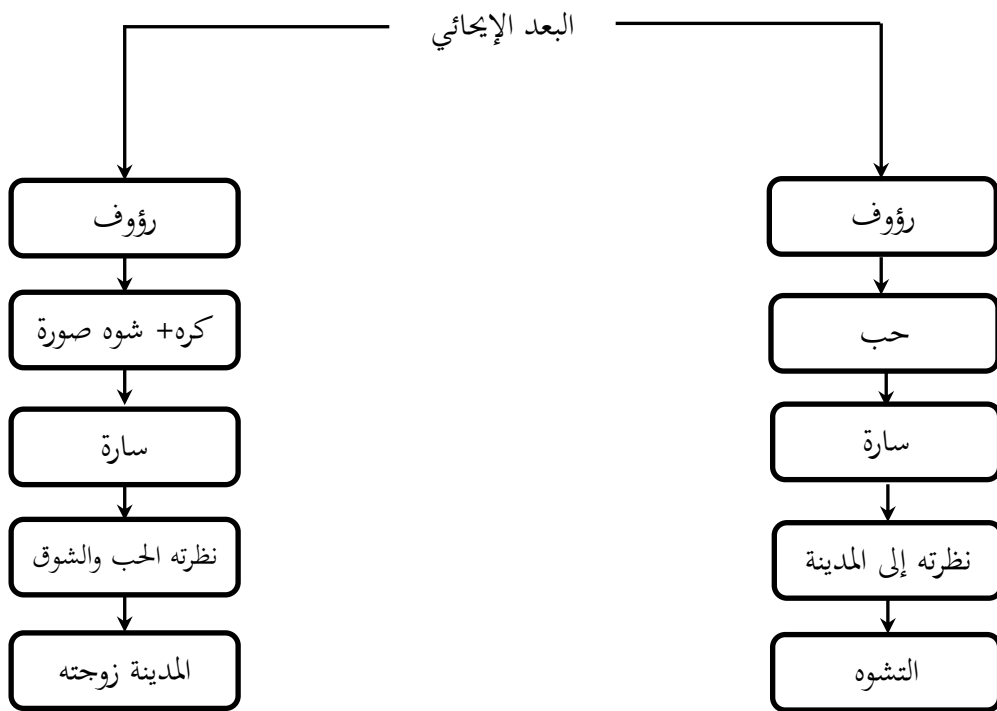 البعد الإيحائي
رؤوف
رؤوف
حب
كره+ شوه صورة
سارة
سارة
نظرته إلى المدينة
نظرته الحب والشوق
التشوه
المدينة زوجته